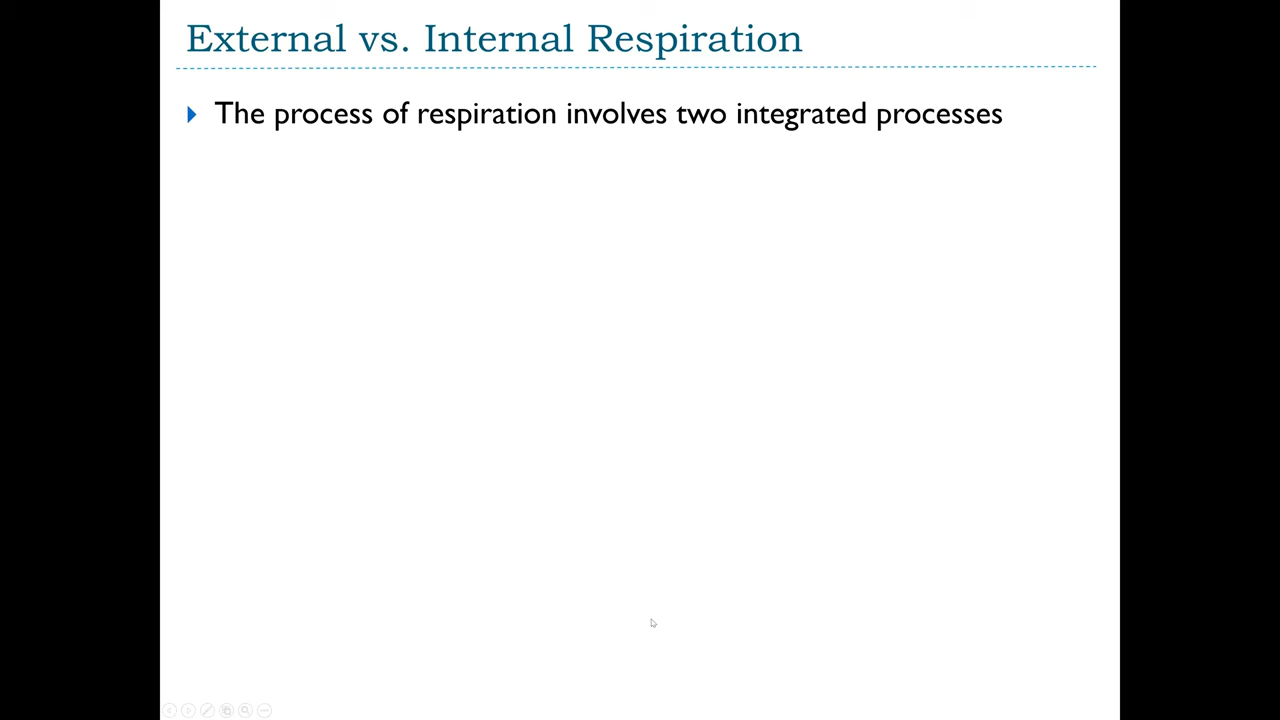 External vs. Internal Respiration
The process of respiration involves two integrated processes